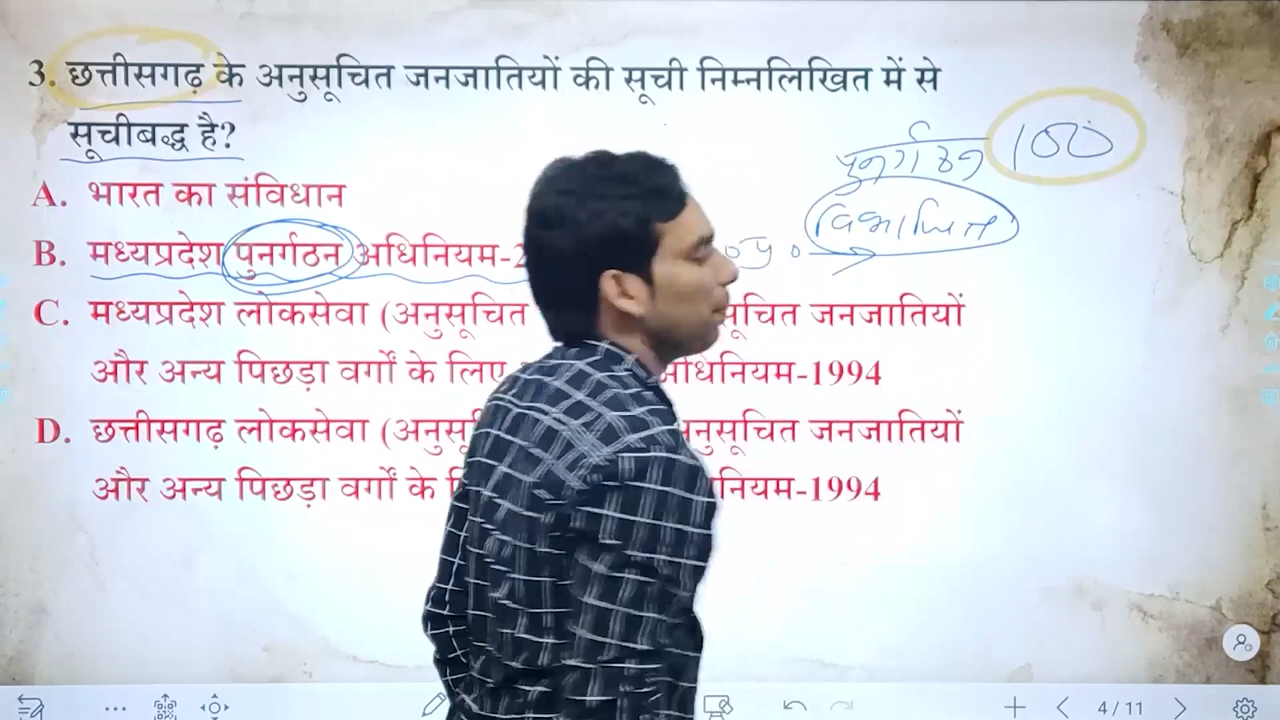 3. छत्तीसगढ़ के अनुसूचित जनजातियों की सूची निम्नलिखित में से
सूचीबद्ध है?
पुनर्गठन 100
A. भारत का संविधान
विभाजित
B. मध्यप्रदेश पुनर्गठन अधिनियम-2
C. मध्यप्रदेश लोकसेवा (अनुसूचित जनजातियों
और अन्य पिछड़ा वर्गों के लिए अधिनियम-1994
D. छत्तीसगढ़ लोकसेवा (अनुसू अनुसूचित जनजातियों
और अन्य पिछड़ा वर्गों के नियम-1994
4/11